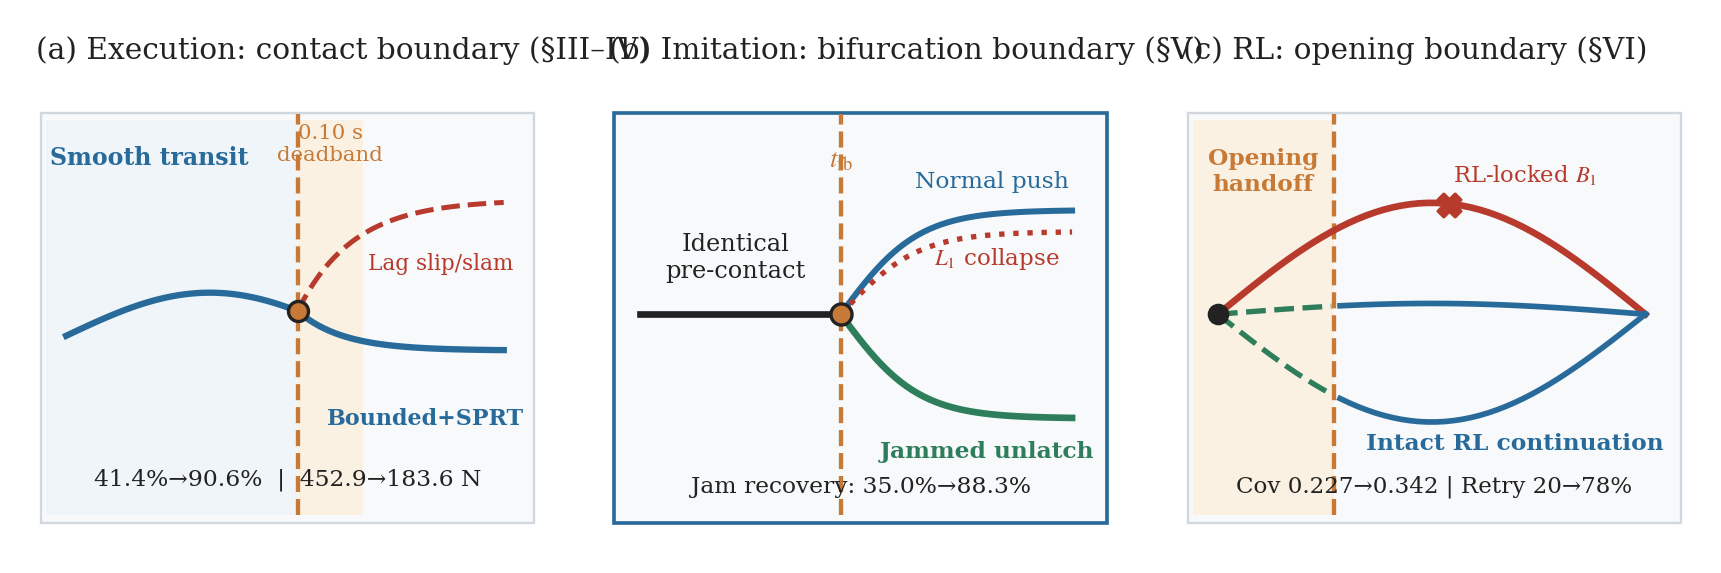 (a) Execution: contact boundary (§III–IV)
(b) Imitation: bifurcation boundary (§V)
(c) RL: opening boundary (§VI)
0.10 s
deadband
Smooth transit
Lag slip/slam
Bounded+SPRT
41.4%→90.6% | 452.9→183.6 N
Normal push
Identical
pre-contact
L₁ collapse
Jammed unlatch
Jam recovery: 35.0%→88.3%
Opening
handoff
RL-locked B₁
Intact RL continuation
Cov 0.227→0.342 | Retry 20→78%